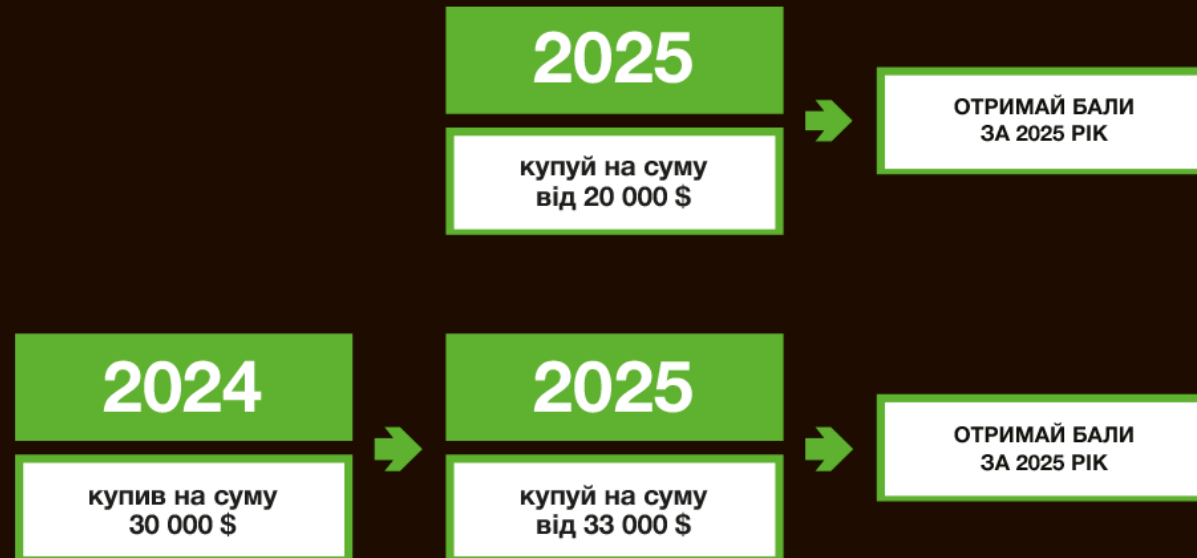 2025
купуй на суму
від 20 000 $
ОТРИМАЙ БАЛИ
ЗА 2025 РІК
2024
купив на суму
30 000 $
2025
купуй на суму
від 33 000 $
ОТРИМАЙ БАЛИ
ЗА 2025 РІК